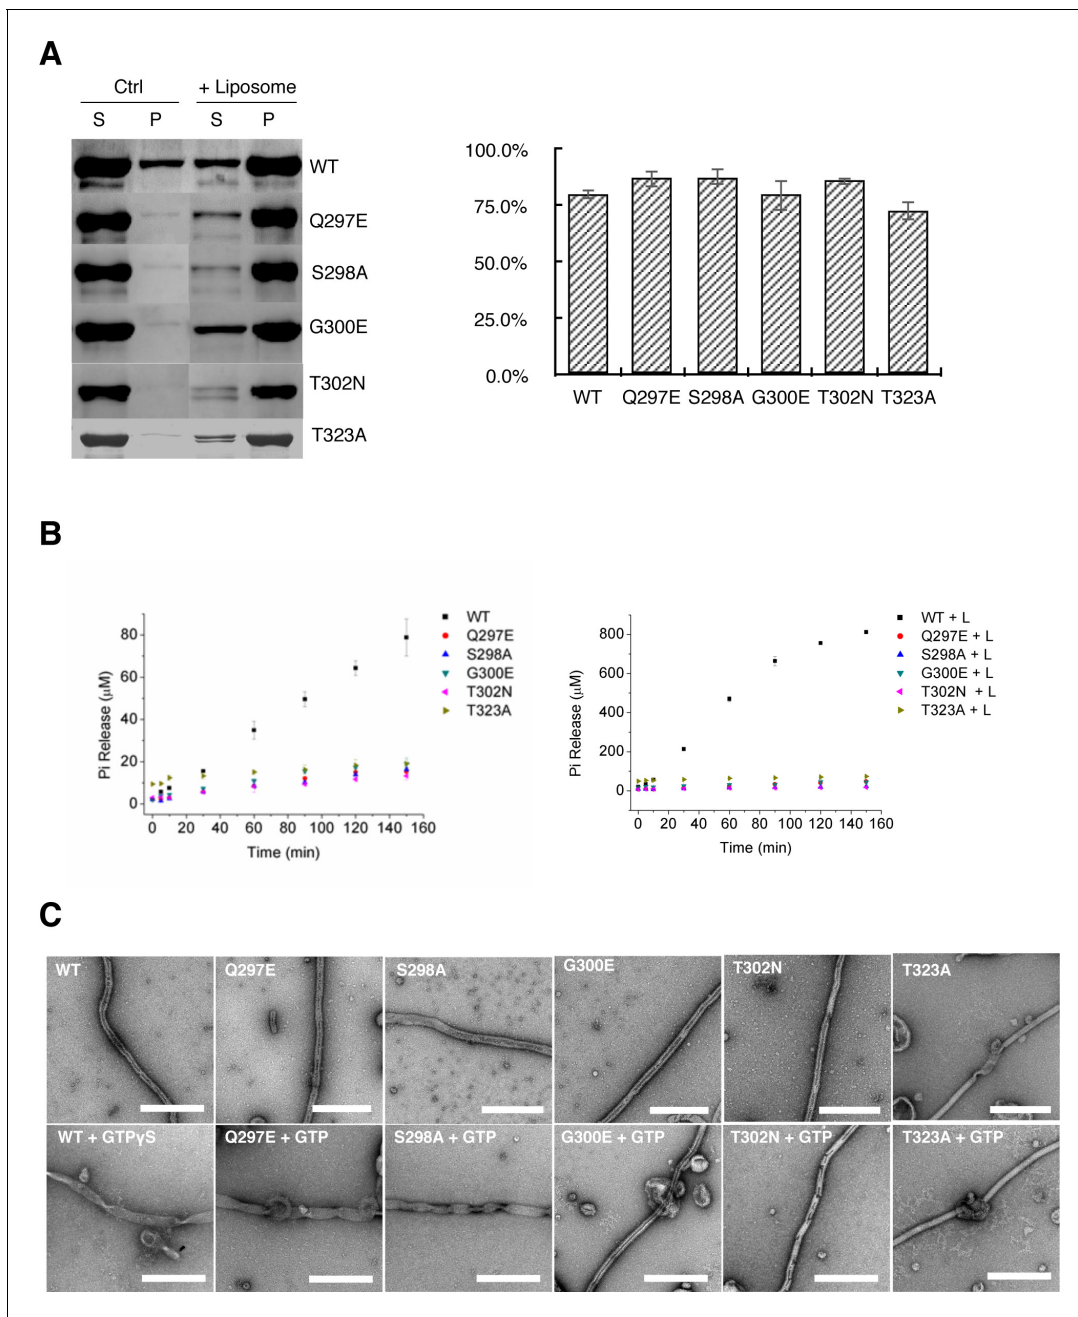 A
Ctrl + Liposome
S P S P
WT
Q297E
S298A
G300E
T302N
T323A
100.0%
75.0%
50.0%
25.0%
0.0%
WT Q297E S298A G300E T302N T323A
B
Pi Release (μM)
80
60
40
20
0
0 20 40 60 80 100 120 140 160
Time (min)
WT
Q297E
S298A
G300E
T302N
T323A
Pi Release (μM)
800
600
400
200
0
0 20 40 60 80 100 120 140 160
Time (min)
WT + L
Q297E + L
S298A + L
G300E + L
T302N + L
T323A + L
C
WT Q297E S298A G300E T302N T323A
WT + GTPγS Q297E + GTP S298A + GTP G300E + GTP T302N + GTP T323A + GTP